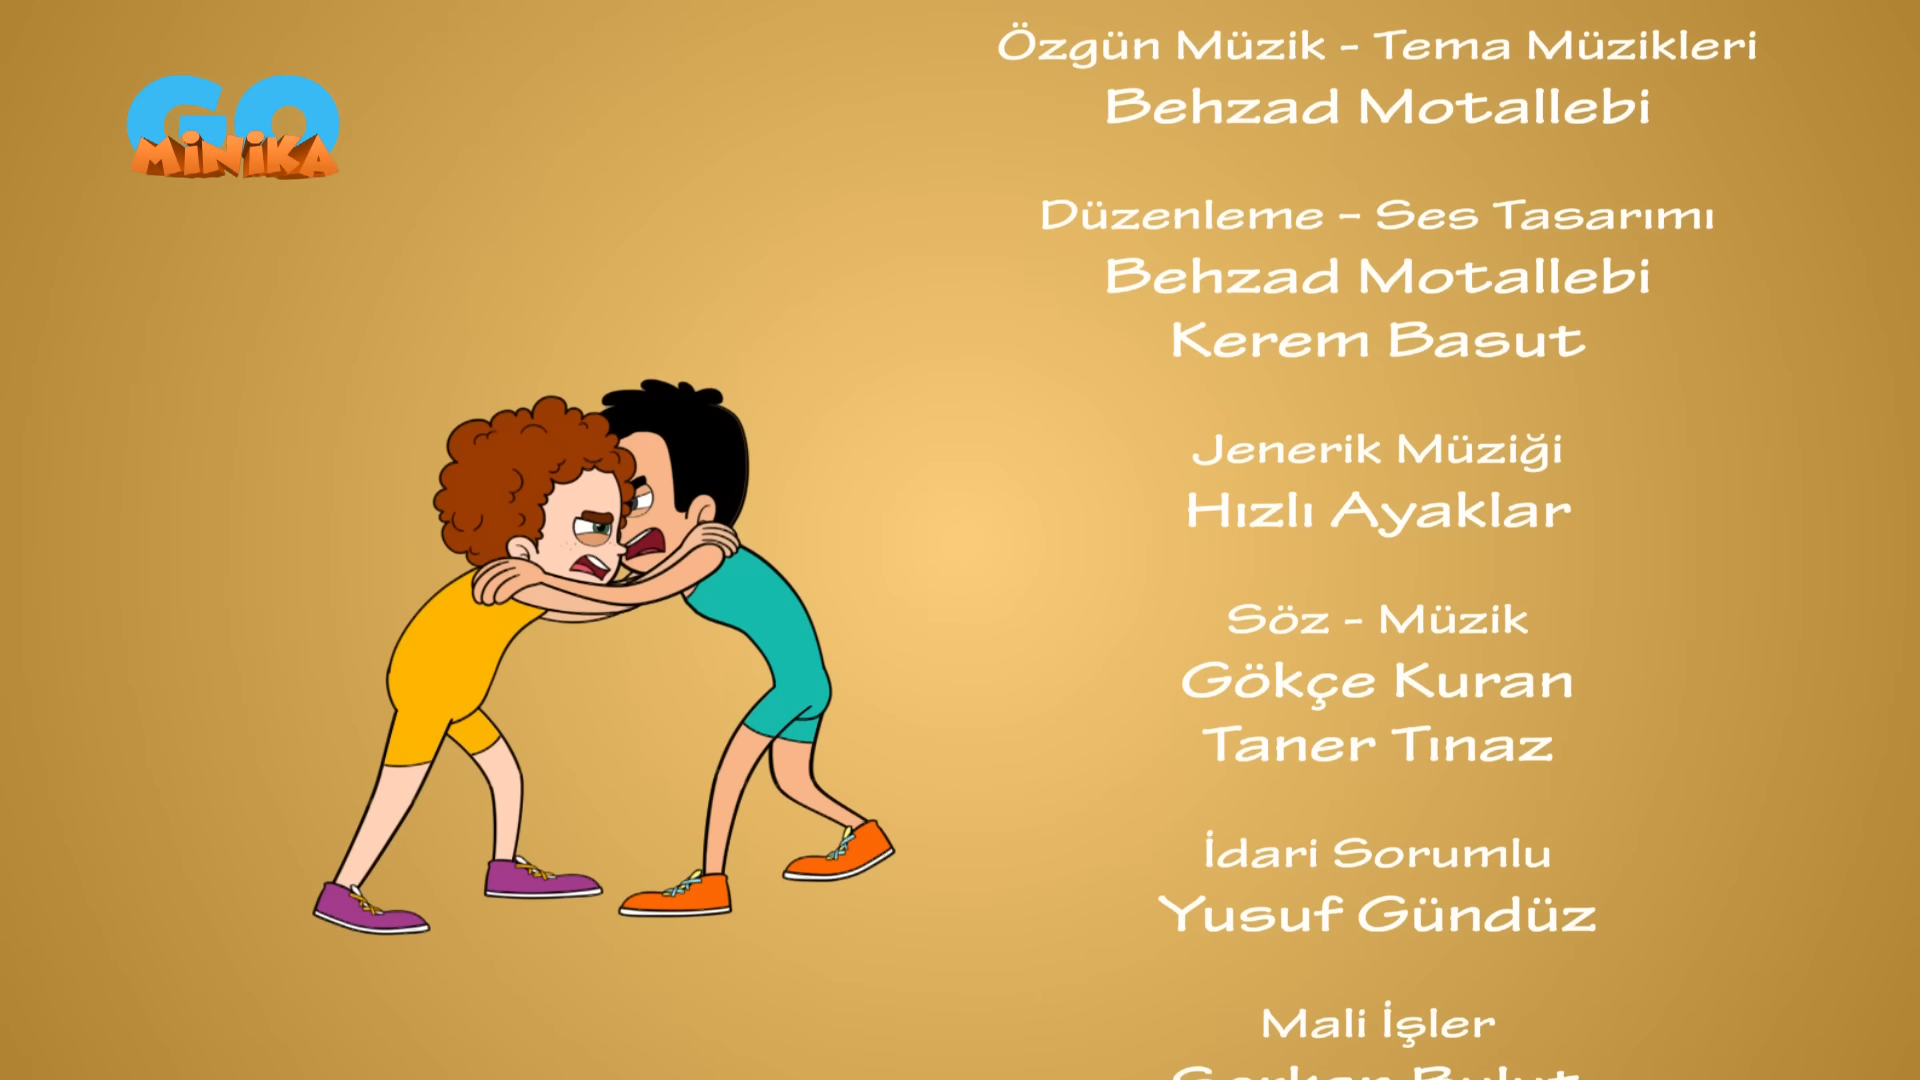 GO
MİNİKA
Özgün Müzik - Tema Müzikleri
Behzad Motallebi
Düzenleme - Ses Tasarımı
Behzad Motallebi
Kerem Basut
Jenerik Müziği
Hızlı Ayaklar
Söz - Müzik
Gökçe Kuran
Taner Tınaz
İdari Sorumlu
Yusuf Gündüz
Mali İşler